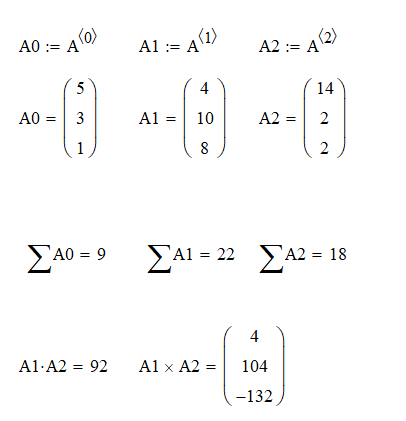 A0 := A⟨0⟩ A1 := A⟨1⟩ A2 := A⟨2⟩
5 4 14
A0 = 3 A1 = 10 A2 = 2
1 8 2
∑A0 = 9 ∑A1 = 22 ∑A2 = 18
4
A1·A2 = 92 A1 × A2 = 104
−132